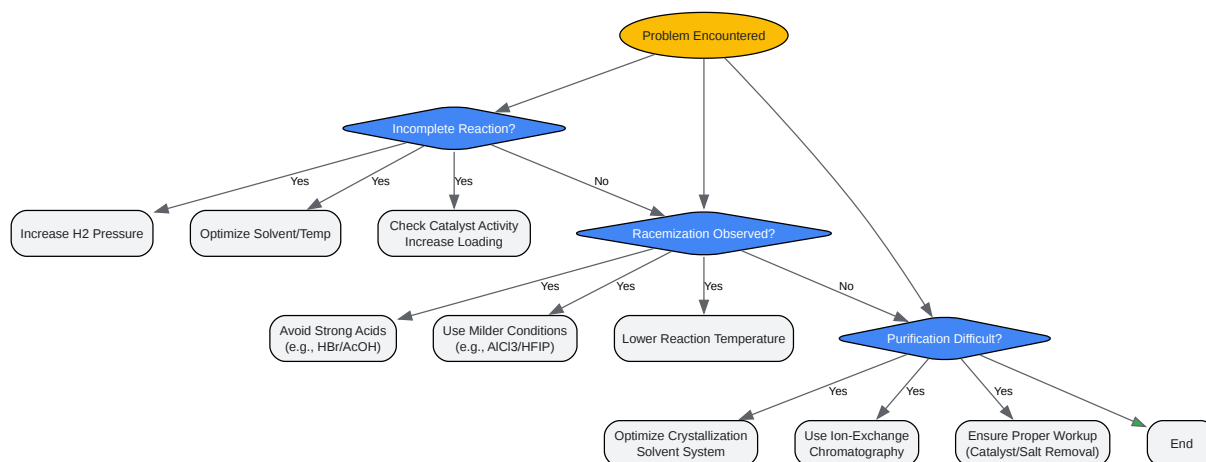 Problem Encountered
Incomplete Reaction?
Yes
Yes
Yes
No
Increase H2 Pressure
Optimize Solvent/Temp
Check Catalyst Activity
Increase Loading
Racemization Observed?
Yes
Yes
Yes
No
Avoid Strong Acids
(e.g., HBr/AcOH)
Use Milder Conditions
(e.g., AlCl3/HFIP)
Lower Reaction Temperature
Purification Difficult?
Yes
Yes
Yes
Optimize Crystallization
Solvent System
Use Ion-Exchange
Chromatography
Ensure Proper Workup
(Catalyst/Salt Removal)
End